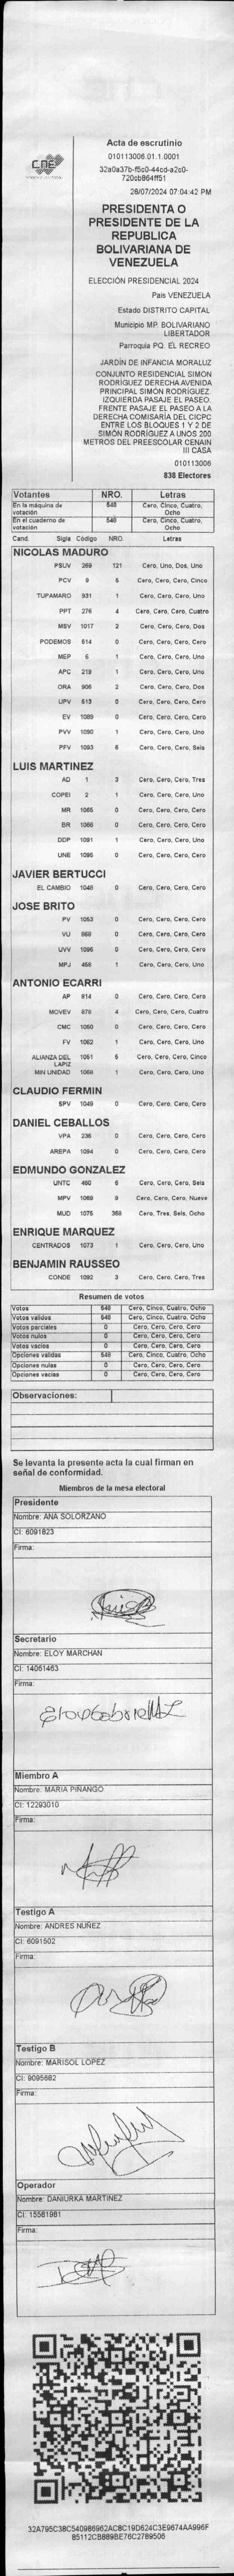 CNE
Acta de escrutinio
010113006.01.1.0001
32a0a37b-f5c0-44cd-a2c0-
720cb864ff51
28/07/2024 07:04:42 PM
PRESIDENTA O
PRESIDENTE DE LA
REPUBLICA
BOLIVARIANA DE
VENEZUELA
ELECCIÓN PRESIDENCIAL 2024
Pais VENEZUELA
Estado DISTRITO CAPITAL
Municipio MP. BOLIVARIANO
LIBERTADOR
Parroquia PQ. EL RECREO
JARDÍN DE INFANCIA MORALUZ
CONJUNTO RESIDENCIAL SIMON
RODRÍGUEZ DERECHA AVENIDA
PRINCIPAL SIMÓN RODRÍGUEZ.
IZQUIERDA PASAJE EL PASEO.
FRENTE PASAJE EL PASEO A LA
DERECHA COMISARÍA DEL CICPC
ENTRE LOS BLOQUES 1 Y 2 DE
SIMÓN RODRÍGUEZ A UNOS 200
METROS DEL PREESCOLAR CENAN
III CASA
010113006
838 Electores
Votantes NRO. Letras
En la máquina de votación 548 Cero, Cinco, Cuatro, Ocho
En el cuaderno de votación 548 Cero, Cinco, Cuatro, Ocho
Cand. Sigla Código NRO. Letras
NICOLAS MADURO
PSUV 269 121 Cero, Uno, Dos, Uno
PCV 9 5 Cero, Cero, Cero, Cinco
TUPAMARO 931 1 Cero, Cero, Cero, Uno
PPT 276 4 Cero, Cero, Cero, Cuatro
MSV 1017 2 Cero, Cero, Cero, Dos
PODEMOS 614 0 Cero, Cero, Cero, Cero
MEP 6 1 Cero, Cero, Cero, Uno
APC 219 1 Cero, Cero, Cero, Uno
ORA 906 2 Cero, Cero, Cero, Dos
UPV 513 0 Cero, Cero, Cero, Cero
EV 1089 0 Cero, Cero, Cero, Cero
PVV 1090 1 Cero, Cero, Cero, Uno
PFV 1093 6 Cero, Cero, Cero, Seis
LUIS MARTINEZ
AD 1 3 Cero, Cero, Cero, Tres
COPEI 2 1 Cero, Cero, Cero, Uno
MR 1065 0 Cero, Cero, Cero, Cero
BR 1066 0 Cero, Cero, Cero, Cero
DDP 1091 1 Cero, Cero, Cero, Uno
UNE 1095 0 Cero, Cero, Cero, Cero
JAVIER BERTUCCI
EL CAMBIO 1048 0 Cero, Cero, Cero, Cero
JOSE BRITO
PV 1053 0 Cero, Cero, Cero, Cero
VU 868 0 Cero, Cero, Cero, Cero
UVV 1096 0 Cero, Cero, Cero, Cero
MPJ 458 1 Cero, Cero, Cero, Uno
ANTONIO ECARRI
AP 814 0 Cero, Cero, Cero, Cero
MOVEV 878 4 Cero, Cero, Cero, Cuatro
CMC 1050 0 Cero, Cero, Cero, Cero
FV 1062 1 Cero, Cero, Cero, Uno
ALIANZA DEL LAPIZ 1051 5 Cero, Cero, Cero, Cinco
MIN UNIDAD 1068 1 Cero, Cero, Cero, Uno
CLAUDIO FERMIN
SPV 1049 0 Cero, Cero, Cero, Cero
DANIEL CEBALLOS
VPA 236 0 Cero, Cero, Cero, Cero
AREPA 1094 0 Cero, Cero, Cero, Cero
EDMUNDO GONZALEZ
UNTC 460 6 Cero, Cero, Cero, Seis
MPV 1069 9 Cero, Cero, Cero, Nueve
MUD 1075 368 Cero, Tres, Seis, Ocho
ENRIQUE MARQUEZ
CENTRADOS 1073 1 Cero, Cero, Cero, Uno
BENJAMIN RAUSSEO
CONDE 1092 3 Cero, Cero, Cero, Tres
Resumen de votos
Votos 548 Cero, Cinco, Cuatro, Ocho
Votos validos 548 Cero, Cinco, Cuatro, Ocho
Votos parciales 0 Cero, Cero, Cero, Cero
Votos nulos 0 Cero, Cero, Cero, Cero
Votos vacios 0 Cero, Cero, Cero, Cero
Opciones validas 548 Cero, Cinco, Cuatro, Ocho
Opciones nulas 0 Cero, Cero, Cero, Cero
Opciones vacias 0 Cero, Cero, Cero, Cero
Observaciones:
Se levanta la presente acta la cual firman en
señal de conformidad.
Miembros de la mesa electoral
Presidente
Nombre: ANA SOLORZANO
CI: 6091823
Firma:
Secretario
Nombre: ELOY MARCHAN
CI: 14061463
Firma:
Miembro A
Nombre: MARIA PINANGO
CI: 12293010
Firma:
Testigo A
Nombre: ANDRES NUÑEZ
CI: 6091502
Firma:
Testigo B
Nombre: MARISOL LOPEZ
CI: 9095682
Firma:
Operador
Nombre: DANIURKA MARTINEZ
CI: 15581981
Firma:
32A795C38C540986962AC8C19D624C3E9674AA996F
85112CB889BE76C2789506